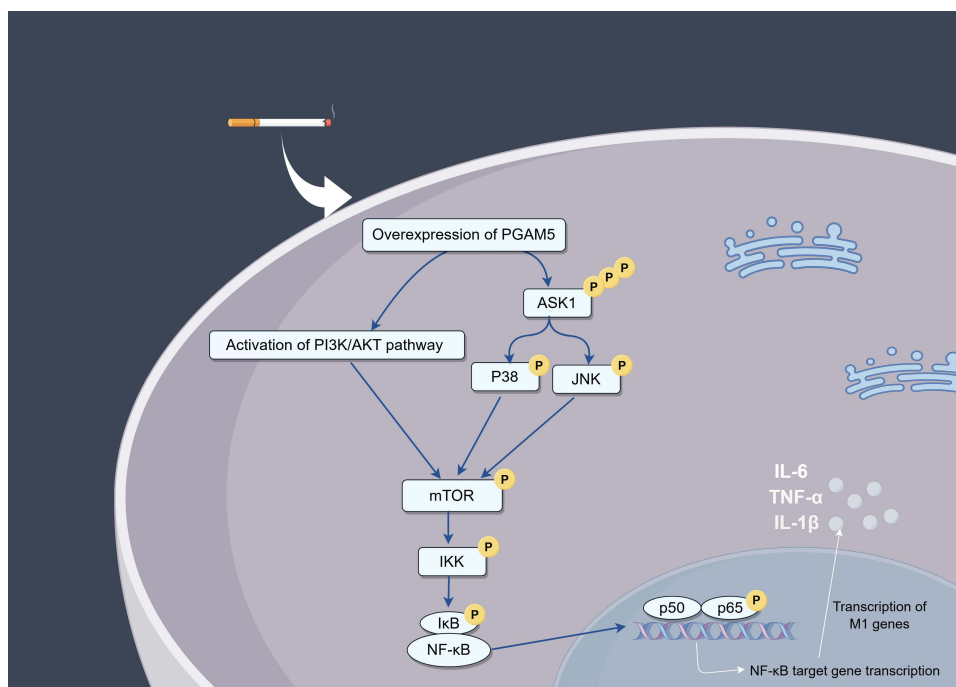 Overexpression of PGAM5
P
P
P
ASK1
Activation of PI3K/AKT pathway
P38
P
JNK
P
mTOR
P
IKK
P
IκB
P
NF-κB
IL-6
TNF-α
IL-1β
p50
p65
P
Transcription of
M1 genes
NF-κB target gene transcription